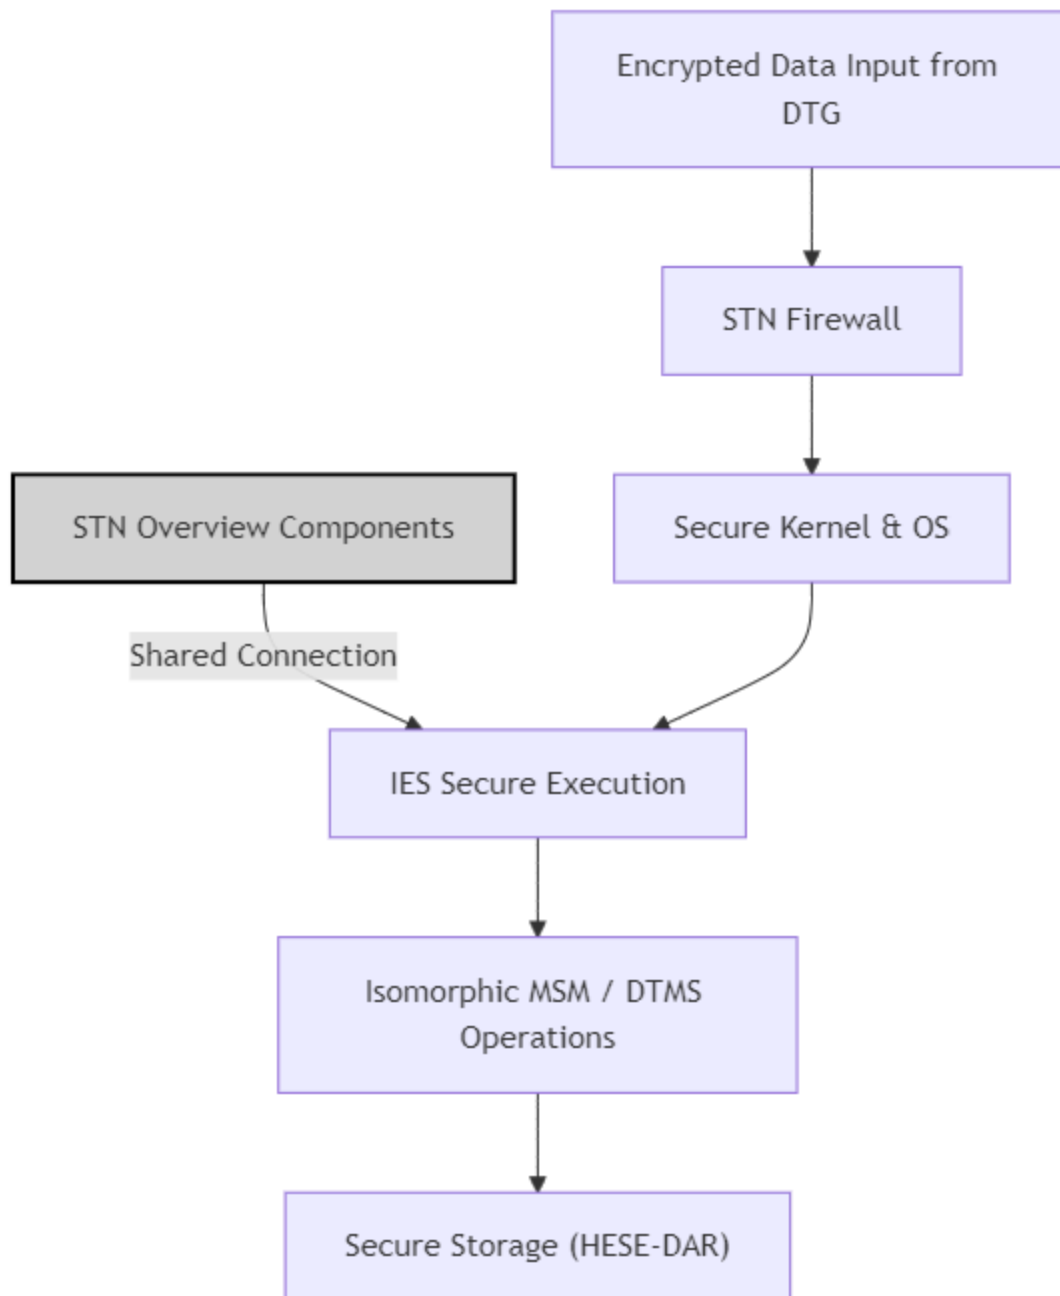 Encrypted Data Input from
DTG
STN Firewall
STN Overview Components
Secure Kernel & OS
Shared Connection
IES Secure Execution
Isomorphic MSM / DTMS
Operations
Secure Storage (HESE-DAR)